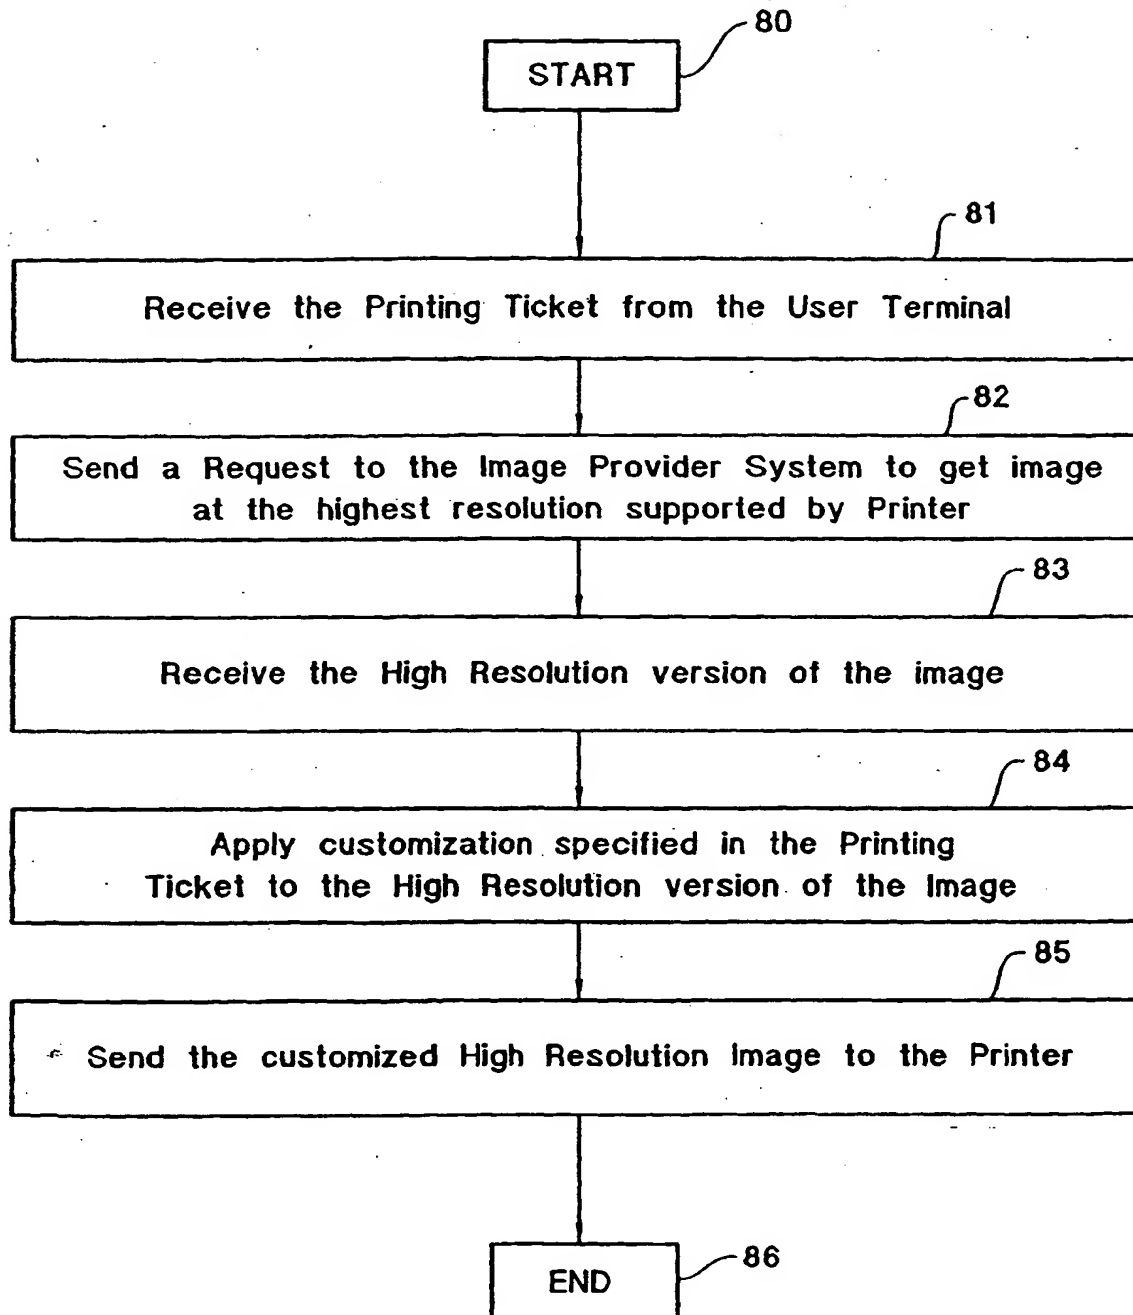 80
START
81
Receive the Printing Ticket from the User Terminal
82
Send a Request to the Image Provider System to get image
at the highest resolution supported by Printer
83
Receive the High Resolution version of the image
84
Apply customization specified in the Printing
Ticket to the High Resolution version of the Image
85
Send the customized High Resolution Image to the Printer
86
END